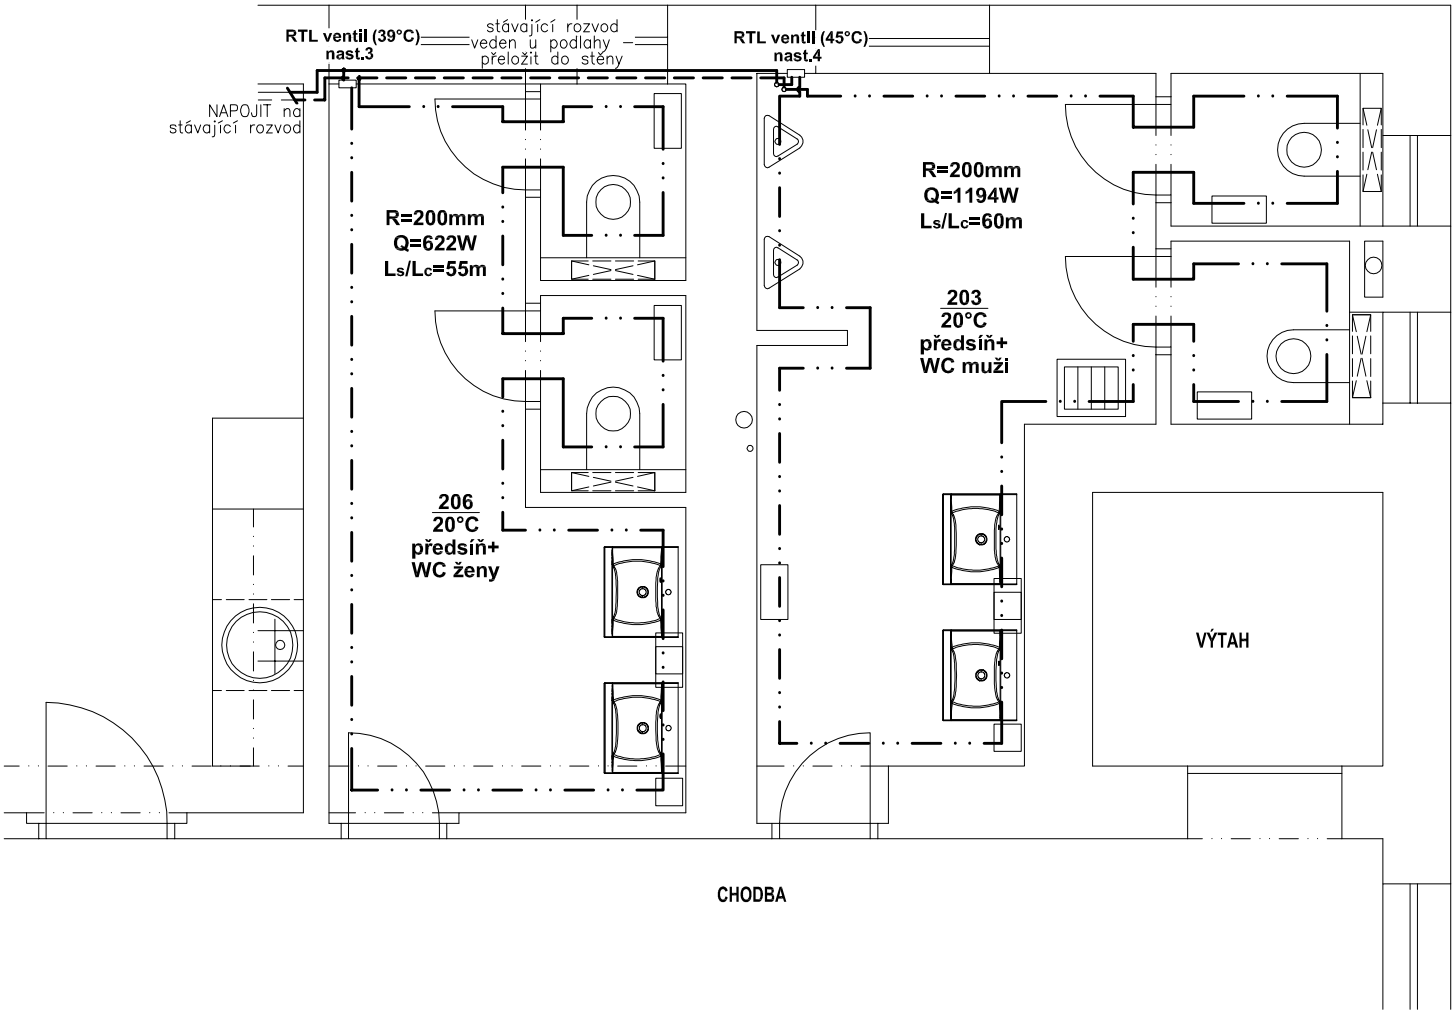 RTL ventil (39°C)
nast.3
stávající rozvod
veden u podlahy –
přeložit do stěny
RTL ventil (45°C)
nast.4
NAPOJIT na
stávající rozvod
R=200mm
Q=622W
Ls/Lc=55m
R=200mm
Q=1194W
Ls/Lc=60m
203
20°C
předsíň+
WC muži
206
20°C
předsíň+
WC ženy
VÝTAH
CHODBA